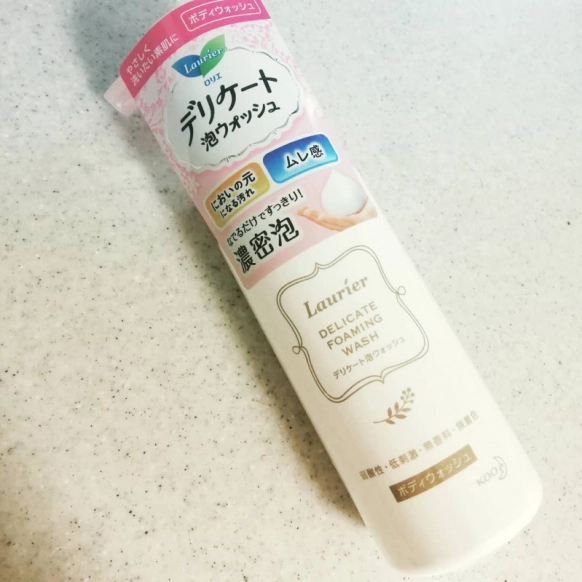 やさしく
洗いたい素肌に
ボディウォッシュ
Laurier
ロリエ
デリケート
泡ウォッシュ
においの元
になる汚れ
ムレ感
なでるだけですっきり!
濃密泡
Laurier
DELICATE
FOAMING
WASH
デリケート泡ウォッシュ
弱酸性・低刺激・無香料・無着色
ボディウォッシュ
KAO